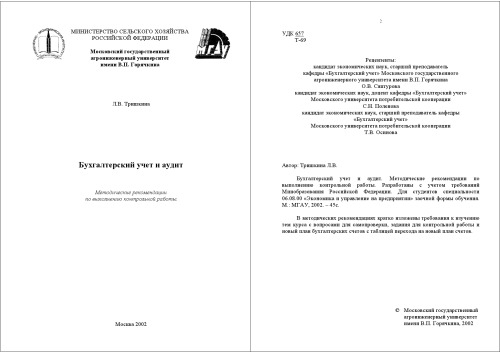 МИНИСТЕРСТВО СЕЛЬСКОГО ХОЗЯЙСТВА
РОССИЙСКОЙ ФЕДЕРАЦИИ
Московский государственный
агроинженерный университет
имени В.П. Горячкина
Л.В. Тришкина
Бухгалтерский учет и аудит
Методические рекомендации
по выполнению контрольной работы
Москва 2002
2
УДК 657
Т-69
Рецензенты:
кандидат экономических наук, старший преподаватель
кафедры «Бухгалтерский учет» Московского государственного
агроинженерного университета имени В.П. Горячкина
кандидат экономических наук, доцент кафедры «Бухгалтерский учет»
Московского университета потребительской кооперации
С.Н. Поленова
кандидат экономических наук, старший преподаватель кафедры
«Бухгалтерский учет»
Московского университета потребительской кооперации
Т.В. Осипова
Автор: Тришкина Л.В.
Бухгалтерский учет и аудит. Методические рекомендации по
выполнению контрольной работы. Разработаны с учетом требований
Минобразования Российской Федерации. Для студентов специальности
06.08.00 «Экономика и управление на предприятии» заочной формы обучения.
М.: МГАУ, 2002. – 45с.
В методических рекомендациях кратко изложены требования к изучению
тем курса с вопросами для самопроверки, задания для контрольной работы и
новый план бухгалтерских счетов с таблицей перехода на новый план счетов.
© Московский государственный
агроинженерный университет
имени В.П. Горячкина, 2002